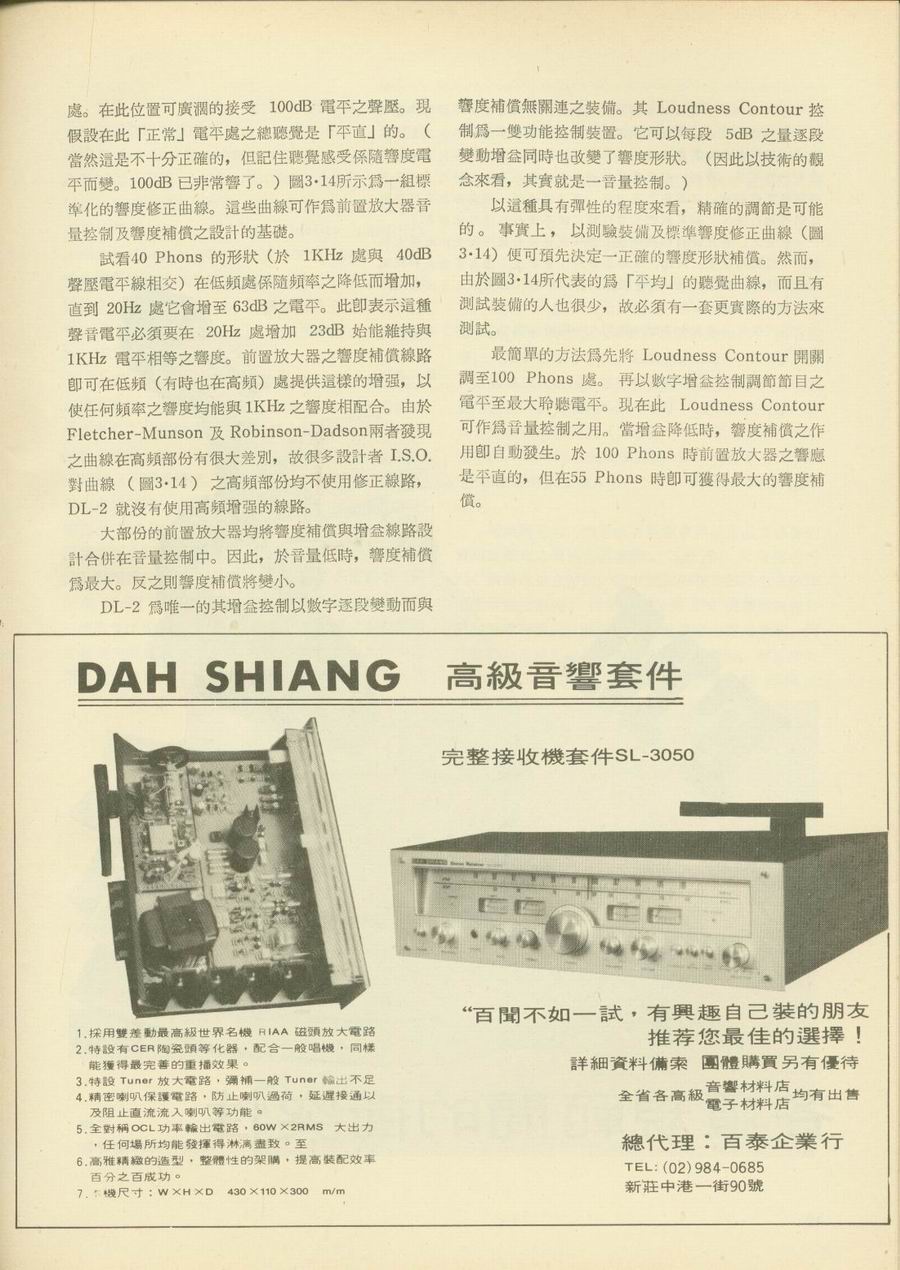 處。在此位置可廣濶的接受 100dB 電平之聲壓。現
假設在此「正常」電平處之總聽覺是「平直」的。（
當然這是不十分正確的，但記住聽覺感受係隨響度電
平而變。100dB 已非常響了。）圖3·14所示爲一組標
準化的響度修正曲線。這些曲線可作爲前置放大器音
量控制及響度補償之設計的基礎。
試看40 Phons 的形狀（於 1KHz 處與 40dB
聲壓電平線相交）在低頻處係隨頻率之降低而增加，
直到 20Hz 處它會增至 63dB 之電平。此卽表示這種
聲音電平必須要在 20Hz 處增加 23dB 始能維持與
1KHz 電平相等之響度。前置放大器之響度補償線路
卽可在低頻（有時也在高頻）處提供這樣的增强，以
使任何頻率之響度均能與1KHz 之響度相配合。由於
Fletcher-Munson 及 Robinson-Dadson兩者發現
之曲線在高頻部份有很大差別，故很多設計者 I.S.O.
對曲線（圖3·14）之高頻部份均不使用修正線路，
DL-2 就沒有使用高頻增强的線路。
大部份的前置放大器均將響度補償與增益線路設
計合併在音量控制中。因此，於音量低時，響度補償
爲最大。反之則響度補償將變小。
DL-2 爲唯一的其增益控制以數字逐段變動而與
響度補償無關連之裝備。其 Loudness Contour 控
制爲一雙功能控制裝置。它可以每段 5dB 之量逐段
變動增益同時也改變了響度形狀。（因此以技術的觀
念來看，其實就是一音量控制。）
以這種具有彈性的程度來看，精確的調節是可能
的。事實上，以測驗裝備及標準響度修正曲線（圖
3·14）便可預先決定一正確的響度形狀補償。然而，
由於圖3·14所代表的爲「平均」的聽覺曲線，而且有
測試裝備的人也很少，故必須有一套更實際的方法來
測試。
最簡單的方法爲先將 Loudness Contour 開關
調至100 Phons 處。再以數字增益控制調節節目之
電平至最大聆聽電平。現在此 Loudness Contour
可作爲音量控制之用。當增益降低時，響度補償之作
用卽自動發生。於 100 Phons 時前置放大器之響應
是平直的，但在55 Phons 時卽可獲得最大的響度補
償。
DAH SHIANG 高級音響套件
完整接收機套件SL-3050
DAH SHIANG Stereo Receiver
1.採用雙差動最高級世界名機 RIAA 磁頭放大電路
2.特設有CER陶瓷頭等化器，配合一般唱機，同樣
能獲得最完善的重播效果。
3.特設 Tuner 放大電路，彌補一般 Tuner 輸出不足
4.精密喇叭保護電路，防止喇叭過荷，延遲接通以
及阻止直流流入喇叭等功能。
5.全對稱OCL功率輸出電路，60W×2RMS 大出力
，任何場所均能發揮得淋漓盡致。至
6.高雅精緻的造型，整體性的架購，提高裝配效率
百分之百成功。
7.機尺寸：W×H×D 430×110×300 m/m
“百聞不如一試，有興趣自己裝的朋友
推荐您最佳的選擇！
詳細資料備索 團體購買另有優待
全省各高級音響材料店電子材料店均有出售
總代理：百泰企業行
TEL: (02)984-0685
新莊中港一街90號